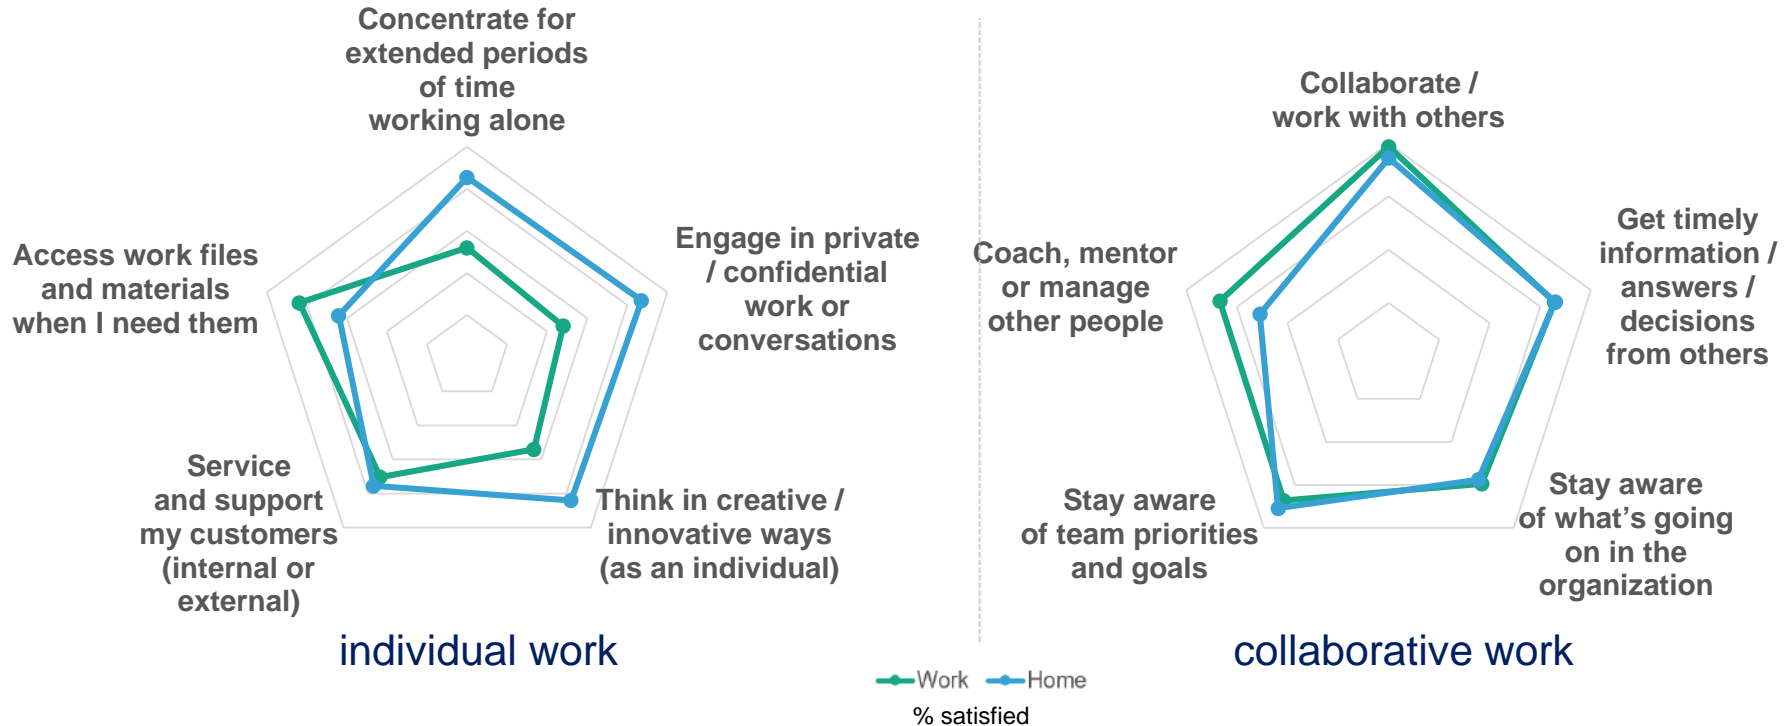 Concentrate for
extended periods
of time
working alone
Engage in private
/ confidential
work or
conversations
Think in creative /
innovative ways
(as an individual)
Service
and support
my customers
(internal or
external)
Access work files
and materials
when I need them
individual work
Collaborate /
work with others
Get timely
information /
answers /
decisions
from others
Stay aware
of what’s going
on in the
organization
Stay aware
of team priorities
and goals
Coach, mentor
or manage
other people
collaborative work
Work Home
% satisfied